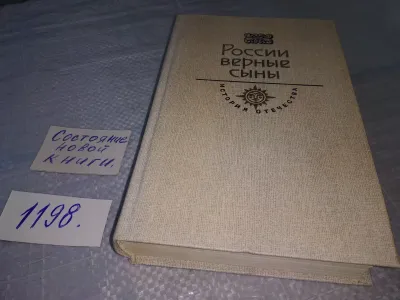 России
верные
сыны
ИСТОРИЯ ОТЕЧЕСТВА
Состояние
новой
книги.
1198.